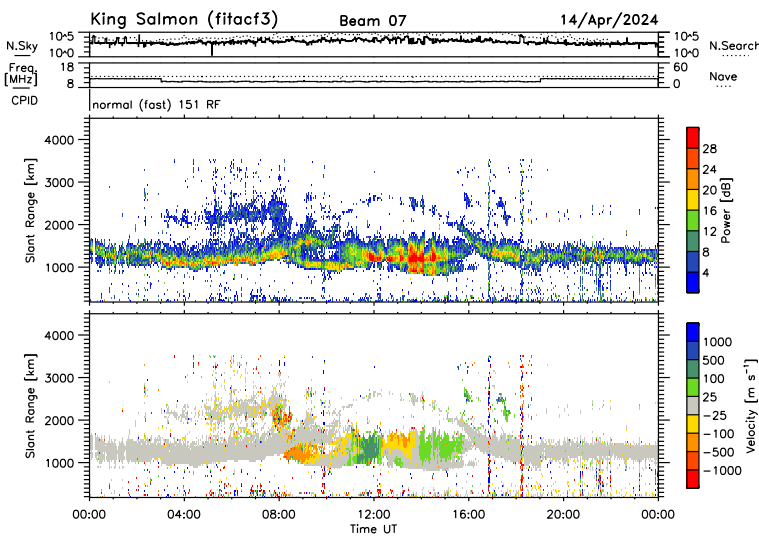 King Salmon (fitacf3) Beam 07 14/Apr/2024
N.Sky 10^5 10^0 10^5 10^0 N.Search
Freq. [MHz] 18 8 60 0 Nave
CPID normal (fast) 151 RF
Slant Range [km] 4000 3000 2000 1000
Power [dB] 28 24 20 16 12 8 4
Slant Range [km] 4000 3000 2000 1000
Velocity [m s⁻¹] 1000 500 100 25 −25 −100 −500 −1000
00:00 04:00 08:00 12:00 16:00 20:00 00:00
Time UT